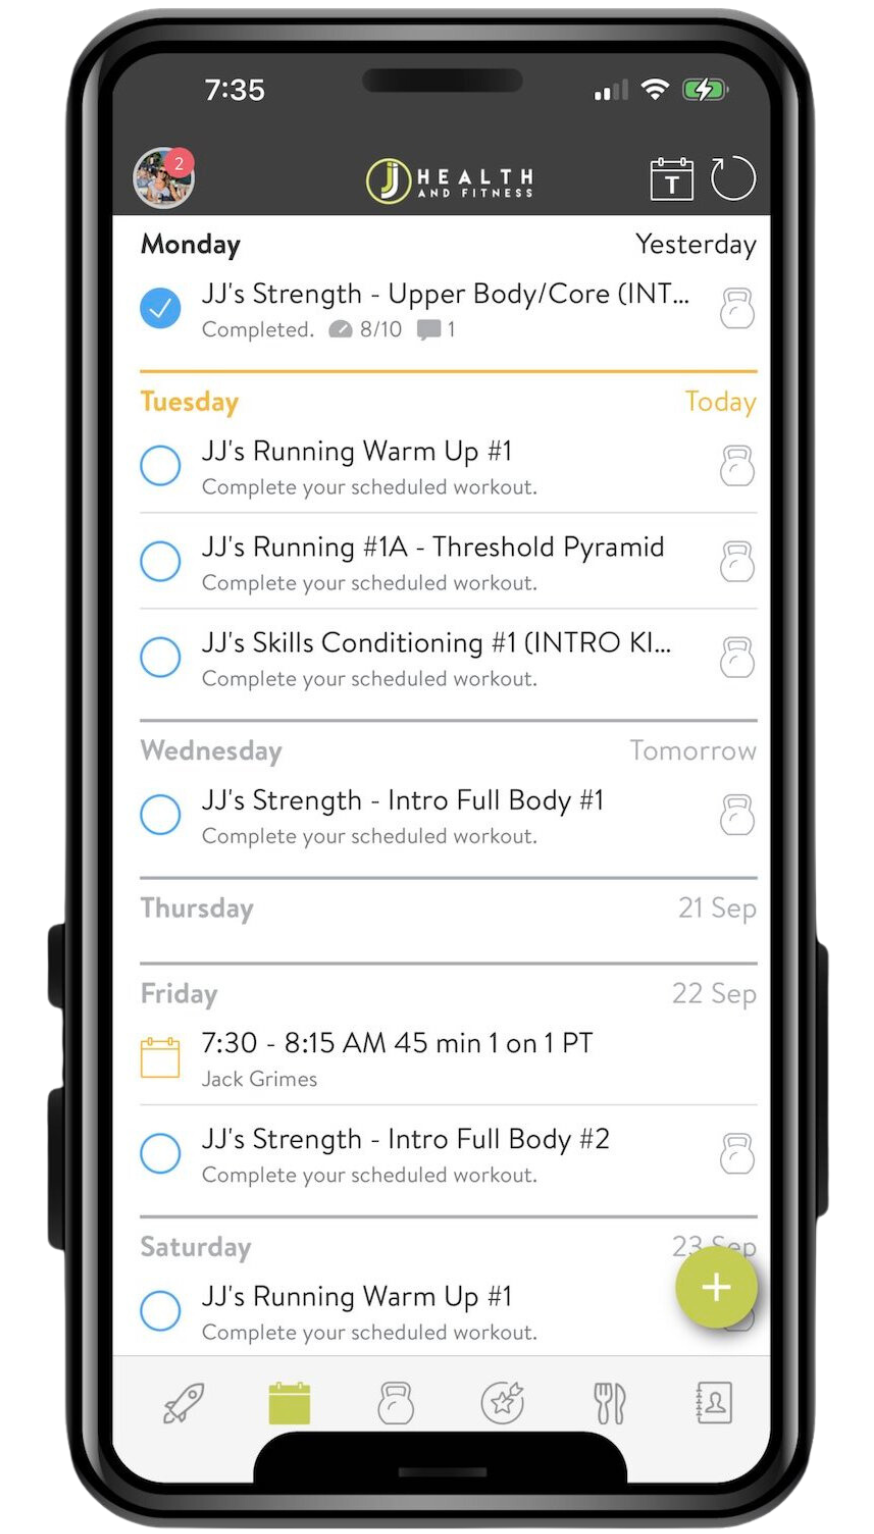 7:35
2
J HEALTH
AND FITNESS
T
Monday Yesterday
JJ's Strength - Upper Body/Core (INT...
Completed. 8/10 1
Tuesday Today
JJ's Running Warm Up #1
Complete your scheduled workout.
JJ's Running #1A - Threshold Pyramid
Complete your scheduled workout.
JJ's Skills Conditioning #1 (INTRO KI...
Complete your scheduled workout.
Wednesday Tomorrow
JJ's Strength - Intro Full Body #1
Complete your scheduled workout.
Thursday 21 Sep
Friday 22 Sep
7:30 - 8:15 AM 45 min 1 on 1 PT
Jack Grimes
JJ's Strength - Intro Full Body #2
Complete your scheduled workout.
Saturday 23 Sep
+
JJ's Running Warm Up #1
Complete your scheduled workout.